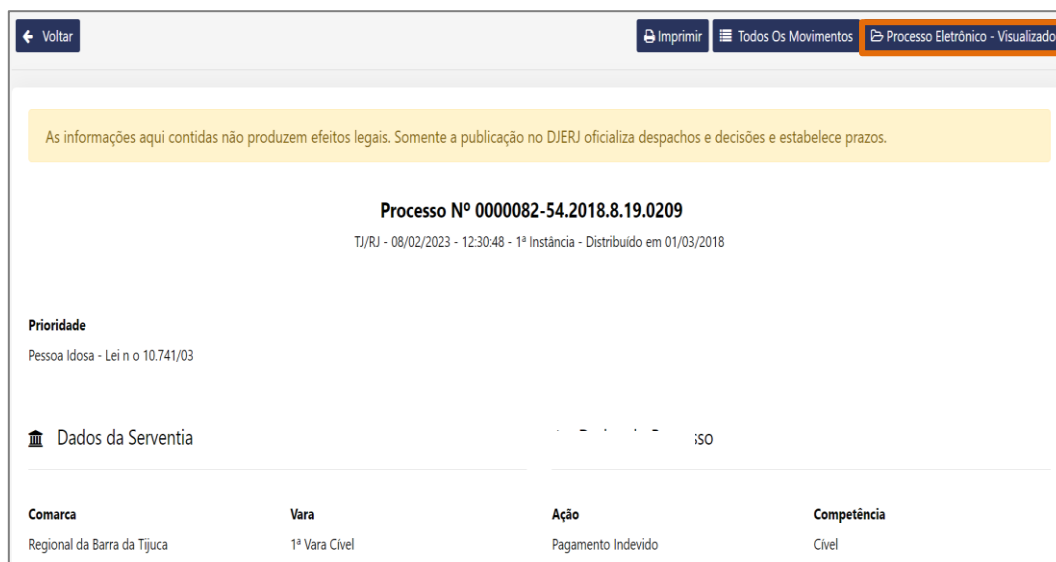 Voltar
Imprimir
Todos Os Movimentos
Processo Eletrônico - Visualizado
As informações aqui contidas não produzem efeitos legais. Somente a publicação no DJERJ oficializa despachos e decisões e estabelece prazos.
Processo Nº 0000082-54.2018.8.19.0209
TJ/RJ - 08/02/2023 - 12:30:48 - 1ª Instância - Distribuído em 01/03/2018
Prioridade
Pessoa Idosa - Lei n o 10.741/03
Dados da Serventia
Comarca Vara Ação Competência
Regional da Barra da Tijuca 1ª Vara Cível Pagamento Indevido Cível